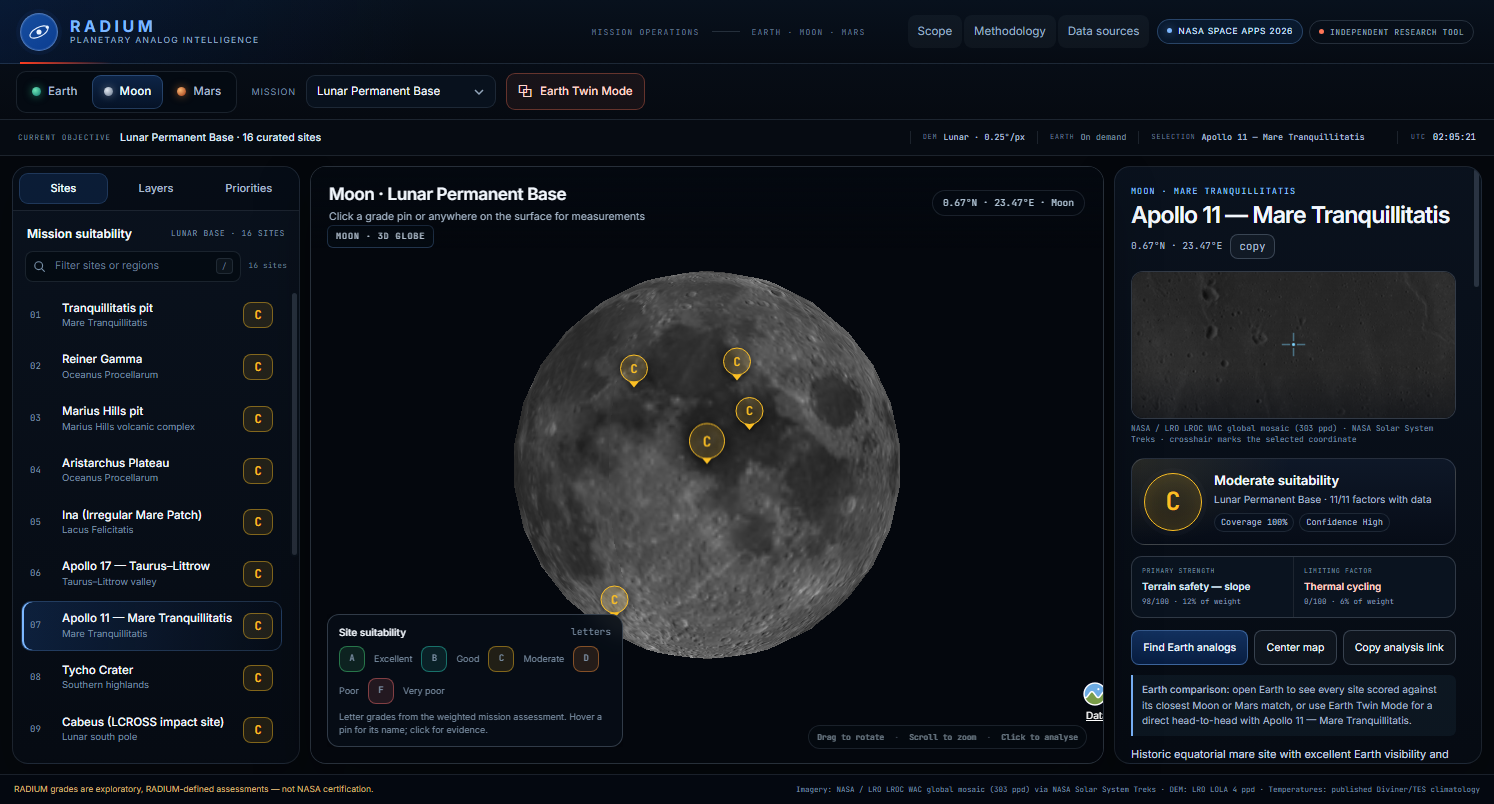 RADIUM
PLANETARY ANALOG INTELLIGENCE
MISSION OPERATIONS
EARTH · MOON · MARS
Scope
Methodology
Data sources
NASA SPACE APPS 2026
INDEPENDENT RESEARCH TOOL
Earth
Moon
Mars
MISSION
Lunar Permanent Base
Earth Twin Mode
CURRENT OBJECTIVE
Lunar Permanent Base · 16 curated sites
DEM Lunar · 0.25°/px
EARTH On demand
SELECTION Apollo 11 — Mare Tranquillitatis
UTC 02:05:21
Sites
Layers
Priorities
Mission suitability
LUNAR BASE · 16 SITES
Filter sites or regions
/
16 sites
01
Tranquillitatis pit
Mare Tranquillitatis
C
02
Reiner Gamma
Oceanus Procellarum
C
03
Marius Hills pit
Marius Hills volcanic complex
C
04
Aristarchus Plateau
Oceanus Procellarum
C
05
Ina (Irregular Mare Patch)
Lacus Felicitatis
C
06
Apollo 17 — Taurus–Littrow
Taurus–Littrow valley
C
07
Apollo 11 — Mare Tranquillitatis
Mare Tranquillitatis
C
08
Tycho Crater
Southern highlands
C
09
Cabeus (LCROSS impact site)
Lunar south pole
C
Moon · Lunar Permanent Base
Click a grade pin or anywhere on the surface for measurements
MOON · 3D GLOBE
0.67°N · 23.47°E · Moon
C
C
C
C
C
Site suitability
letters
A Excellent B Good C Moderate D
Poor F Very poor
Letter grades from the weighted mission assessment. Hover a
pin for its name; click for evidence.
Dat
Drag to rotate · Scroll to zoom · Click to analyse
MOON · MARE TRANQUILLITATIS
Apollo 11 — Mare Tranquillitatis
0.67°N · 23.47°E
copy
NASA / LRO LROC WAC global mosaic (303 ppd) · NASA Solar System
Treks · crosshair marks the selected coordinate
C
Moderate suitability
Lunar Permanent Base · 11/11 factors with data
Coverage 100%
Confidence High
PRIMARY STRENGTH
Terrain safety — slope
98/100 · 12% of weight
LIMITING FACTOR
Thermal cycling
0/100 · 6% of weight
Find Earth analogs
Center map
Copy analysis link
Earth comparison: open Earth to see every site scored against
its closest Moon or Mars match, or use Earth Twin Mode for a
direct head-to-head with Apollo 11 — Mare Tranquillitatis.
Historic equatorial mare site with excellent Earth visibility and
RADIUM grades are exploratory, RADIUM-defined assessments — not NASA certification.
Imagery: NASA / LRO LROC WAC global mosaic (303 ppd) via NASA Solar System Treks · DEM: LRO LOLA 4 ppd · Temperatures: published Diviner/TES climatology